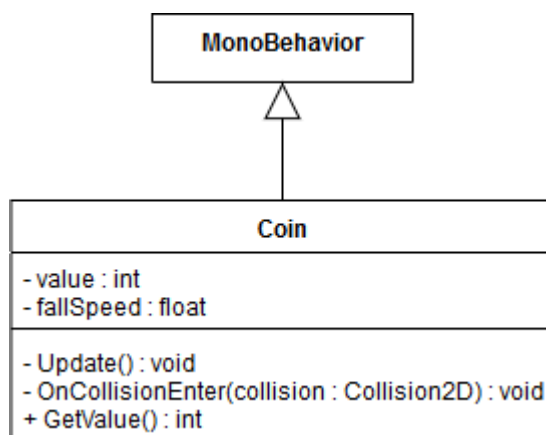 MonoBehavior
Coin
- value : int
- fallSpeed : float
- Update() : void
- OnCollisionEnter(collision : Collision2D) : void
+ GetValue() : int